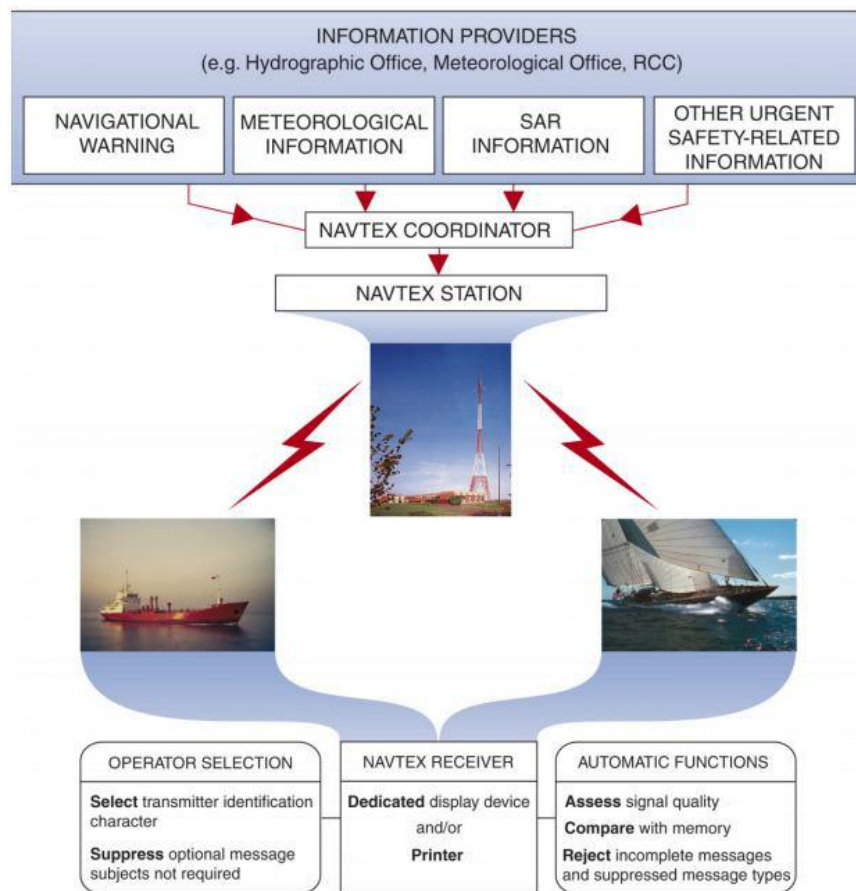 INFORMATION PROVIDERS
(e.g. Hydrographic Office, Meteorological Office, RCC)
NAVIGATIONAL
WARNING
METEOROLOGICAL
INFORMATION
SAR
INFORMATION
OTHER URGENT
SAFETY-RELATED
INFORMATION
NAVTEX COORDINATOR
NAVTEX STATION
OPERATOR SELECTION
Select transmitter identification
character
Suppress optional message
subjects not required
NAVTEX RECEIVER
Dedicated display device
and/or
Printer
AUTOMATIC FUNCTIONS
Assess signal quality
Compare with memory
Reject incomplete messages
and suppressed message types